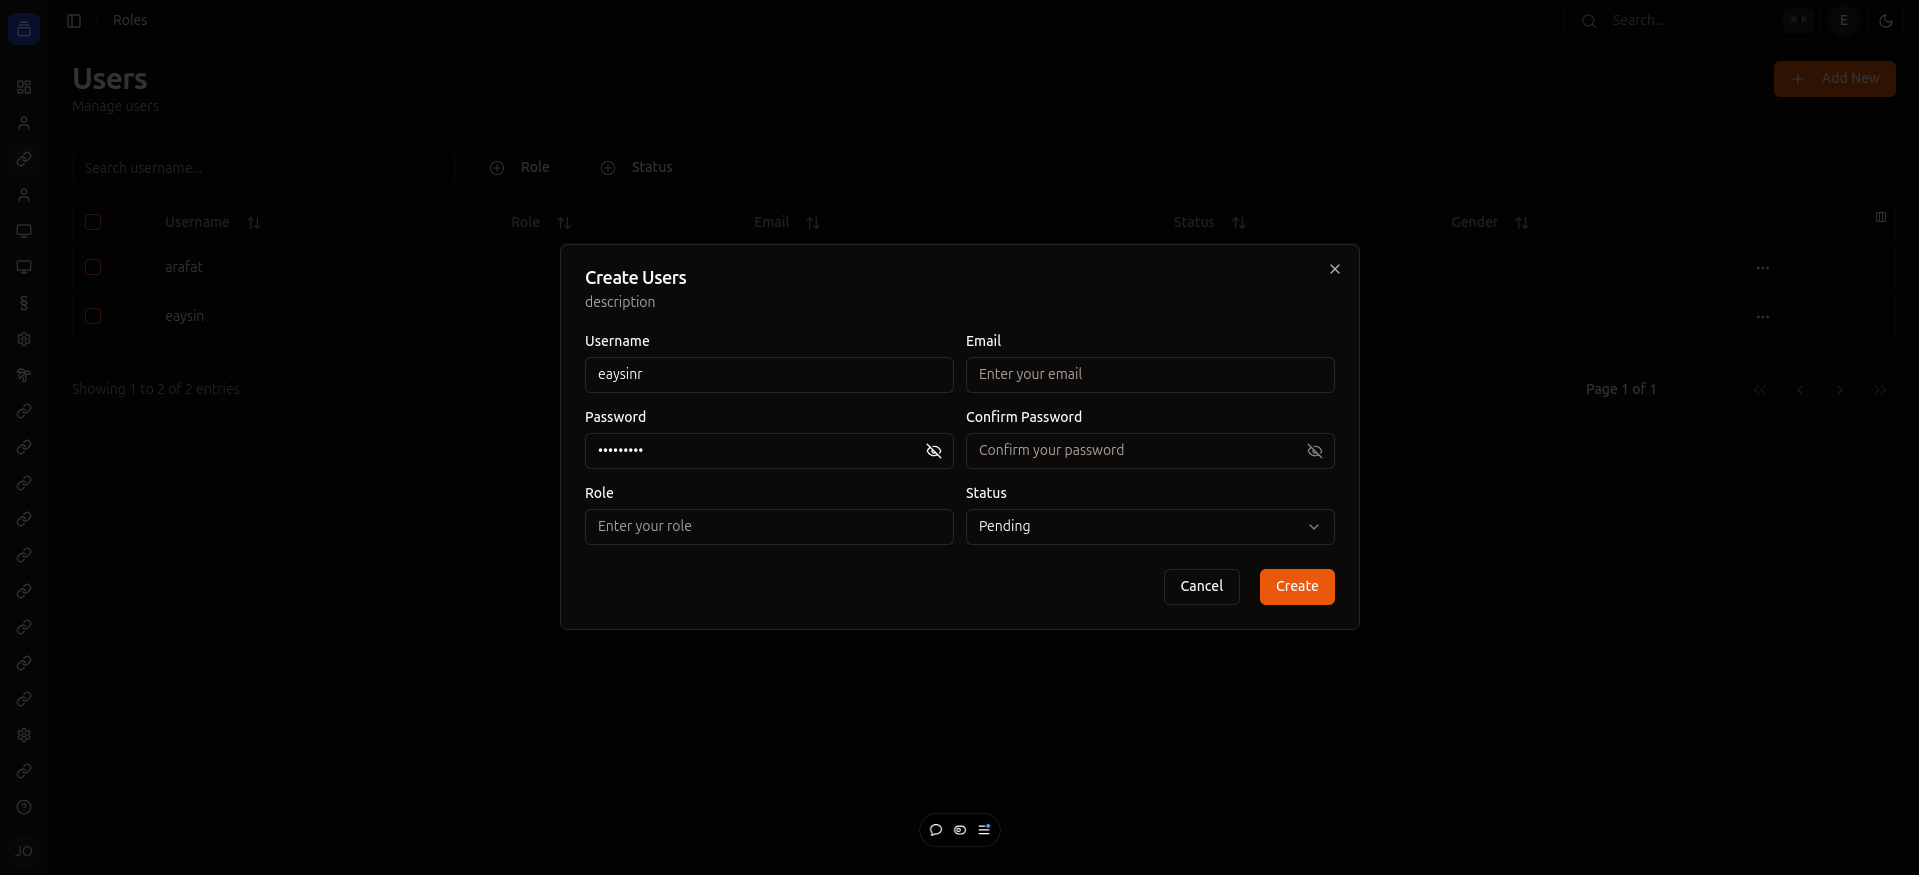 Roles
Search...
⌘ K
E
Users
Manage users
Add New
Search username...
Role
Status
Username
Role
Email
Status
Gender
arafat
eaysin
Showing 1 to 2 of 2 entries
Page 1 of 1
Create Users
description
Username
Email
eaysinr
Enter your email
Password
Confirm Password
•••••••••
Confirm your password
Role
Status
Enter your role
Pending
Cancel
Create
JO